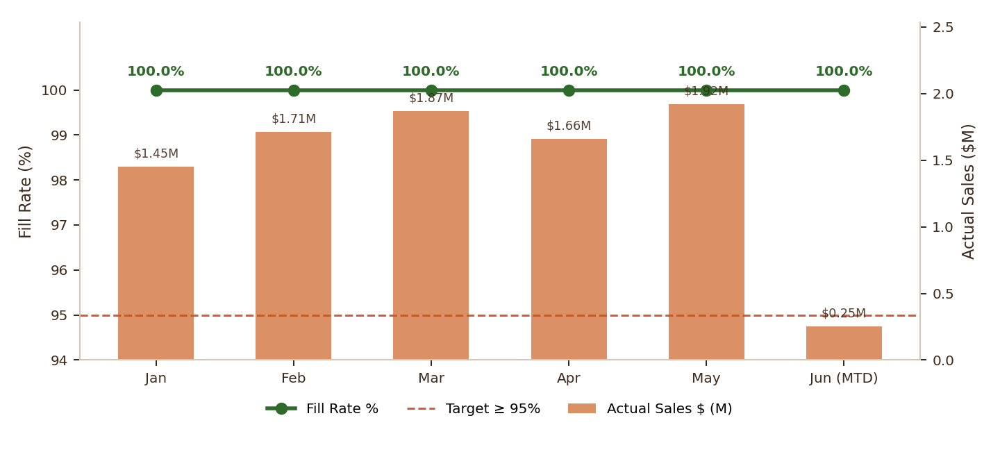 2.5
100.0% 100.0% 100.0% 100.0% 100.0% 100.0%
100
$1.92M
2.0
$1.87M
$1.71M
$1.66M
99
$1.45M
1.5
98
Fill Rate (%)
Actual Sales ($M)
97
1.0
96
0.5
95
$0.25M
94
0.0
Jan Feb Mar Apr May Jun (MTD)
Fill Rate % Target ≥ 95% Actual Sales $ (M)